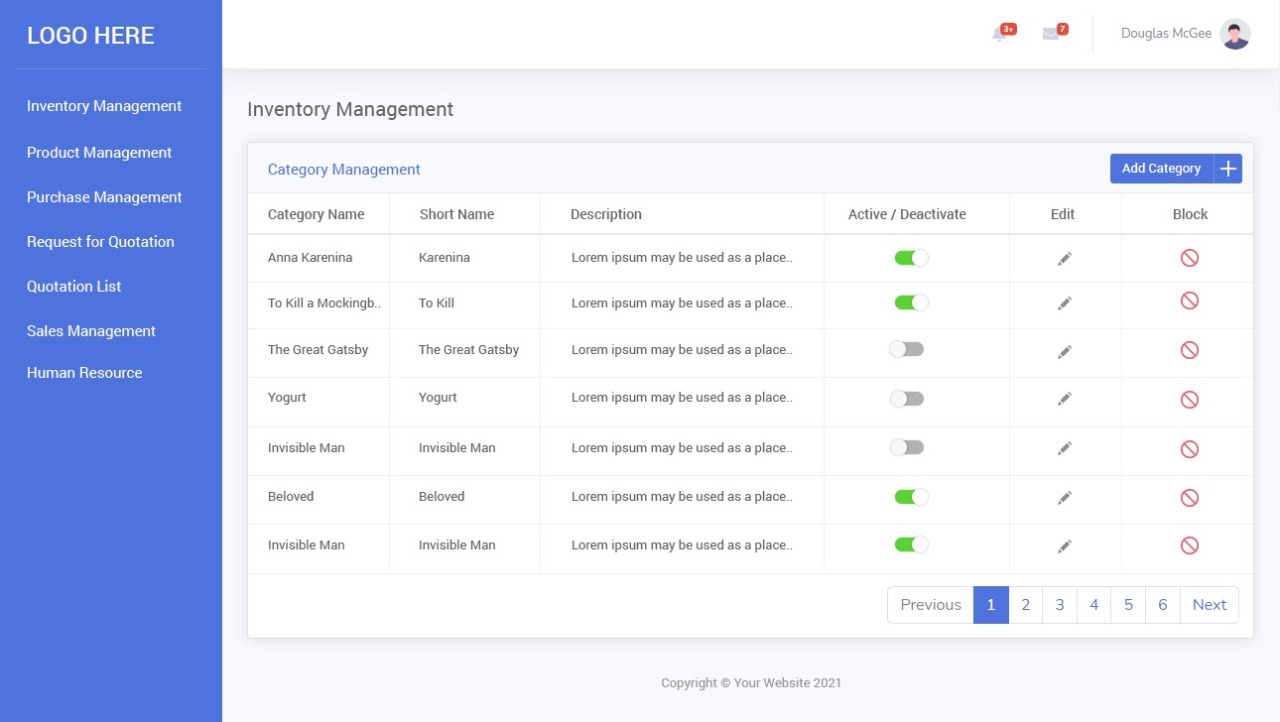 LOGO HERE
3+
7
Douglas McGee
Inventory Management
Product Management
Purchase Management
Request for Quotation
Quotation List
Sales Management
Human Resource
Inventory Management
Category Management
Add Category
Category Name Short Name Description Active / Deactivate Edit Block
Anna Karenina Karenina Lorem ipsum may be used as a place..
To Kill a Mockingb.. To Kill Lorem ipsum may be used as a place..
The Great Gatsby The Great Gatsby Lorem ipsum may be used as a place..
Yogurt Yogurt Lorem ipsum may be used as a place..
Invisible Man Invisible Man Lorem ipsum may be used as a place..
Beloved Beloved Lorem ipsum may be used as a place..
Invisible Man Invisible Man Lorem ipsum may be used as a place..
Previous 1 2 3 4 5 6 Next
Copyright © Your Website 2021